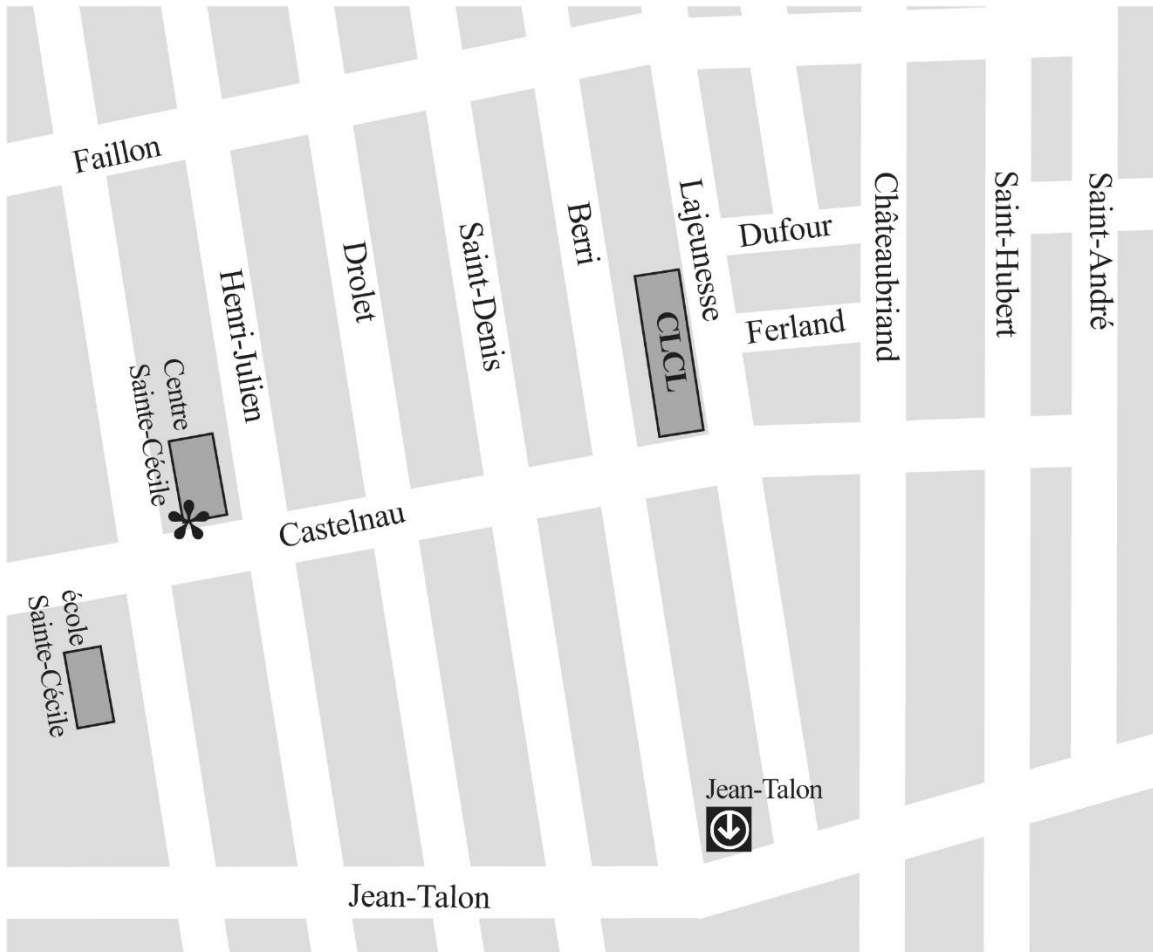 Faillon
Henri-Julien
Drolet
Saint-Denis
Berri
Lajeunesse
Dufour
Ferland
Châteaubriand
Saint-Hubert
Saint-André
CLCL
Centre
Sainte-Cécile
Castelnau
école
Sainte-Cécile
Jean-Talon
Jean-Talon